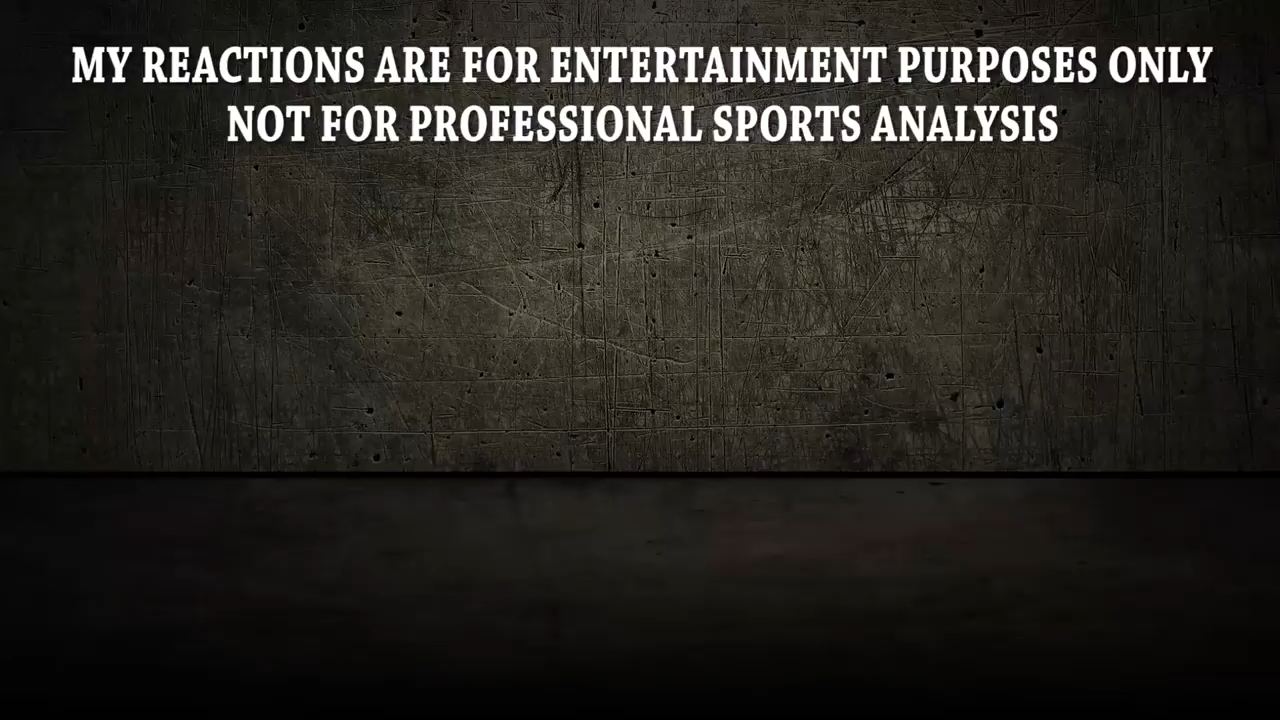 MY REACTIONS ARE FOR ENTERTAINMENT PURPOSES ONLY
NOT FOR PROFESSIONAL SPORTS ANALYSIS